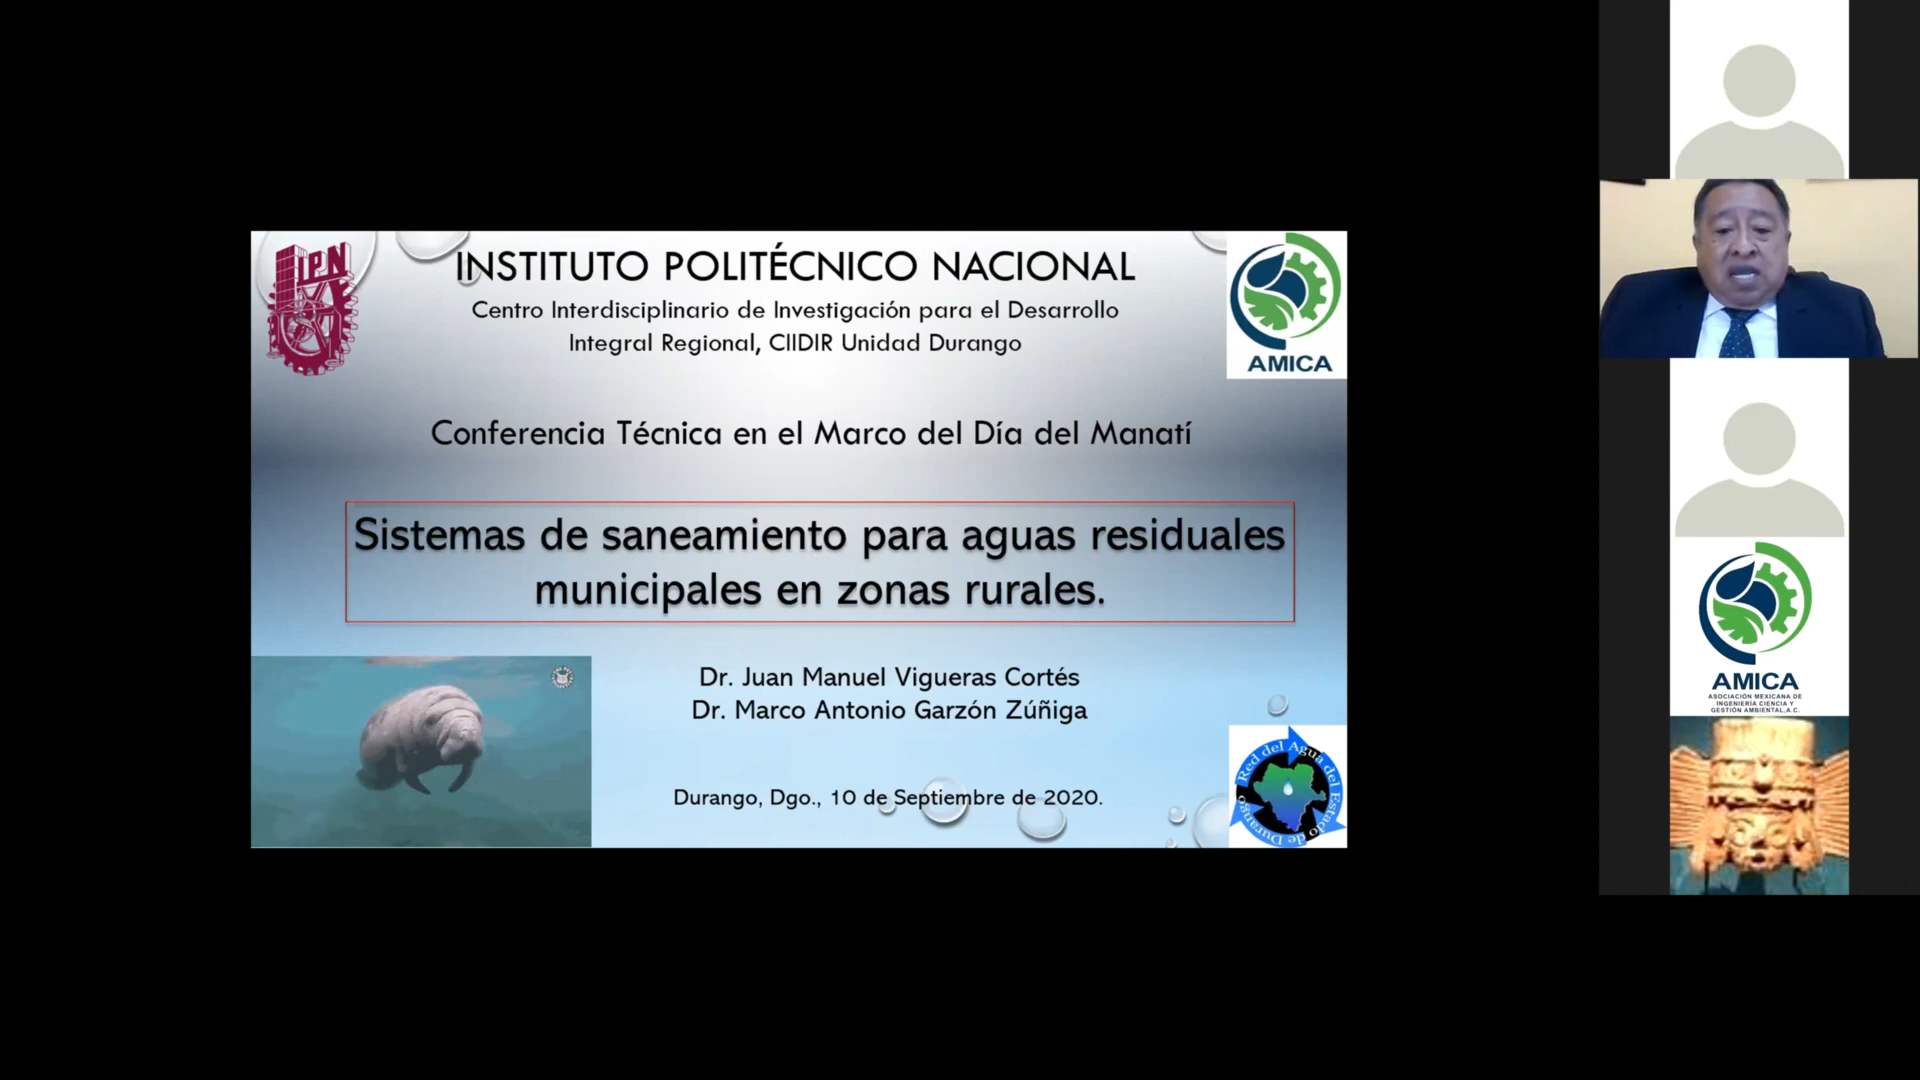 IPN
INSTITUTO POLITÉCNICO NACIONAL
Centro Interdisciplinario de Investigación para el Desarrollo
Integral Regional, CIIDIR Unidad Durango
AMICA
Conferencia Técnica en el Marco del Día del Manatí
Sistemas de saneamiento para aguas residuales
municipales en zonas rurales.
Dr. Juan Manuel Vigueras Cortés
Dr. Marco Antonio Garzón Zúñiga
Durango, Dgo., 10 de Septiembre de 2020.
Red del Agua del Estado de Durango
AMICA
ASOCIACIÓN MEXICANA DE
INGENIERÍA CIENCIA Y
GESTIÓN AMBIENTAL,A.C.